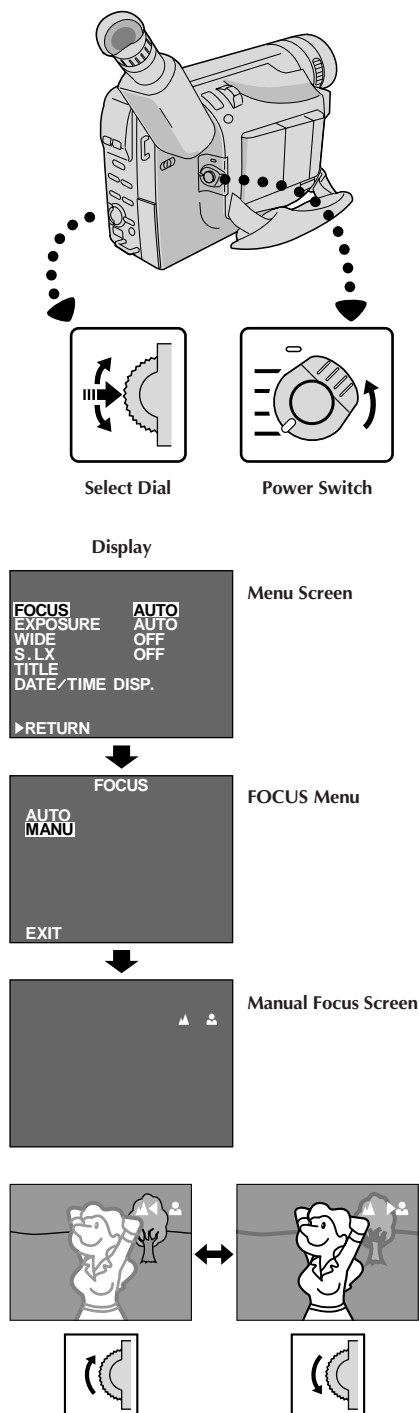 Select Dial
Power Switch
Display
FOCUS AUTO
EXPOSURE AUTO
WIDE OFF
S.LX OFF
TITLE
DATE/TIME DISP.
▶RETURN
Menu Screen
FOCUS
AUTO
MANU
EXIT
FOCUS Menu
Manual Focus Screen